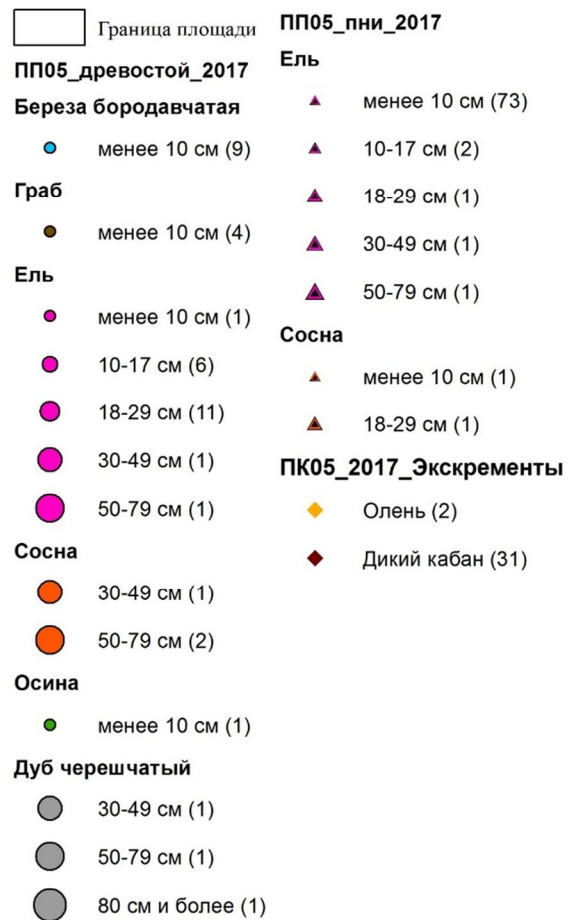 Граница площади
ПП05_древостой_2017
Береза бородавчатая
менее 10 см (9)
Граб
менее 10 см (4)
Ель
менее 10 см (1)
10-17 см (6)
18-29 см (11)
30-49 см (1)
50-79 см (1)
Сосна
30-49 см (1)
50-79 см (2)
Осина
менее 10 см (1)
Дуб черешчатый
30-49 см (1)
50-79 см (1)
80 см и более (1)
ПП05_пни_2017
Ель
менее 10 см (73)
10-17 см (2)
18-29 см (1)
30-49 см (1)
50-79 см (1)
Сосна
менее 10 см (1)
18-29 см (1)
ПК05_2017_Экскременты
Олень (2)
Дикий кабан (31)